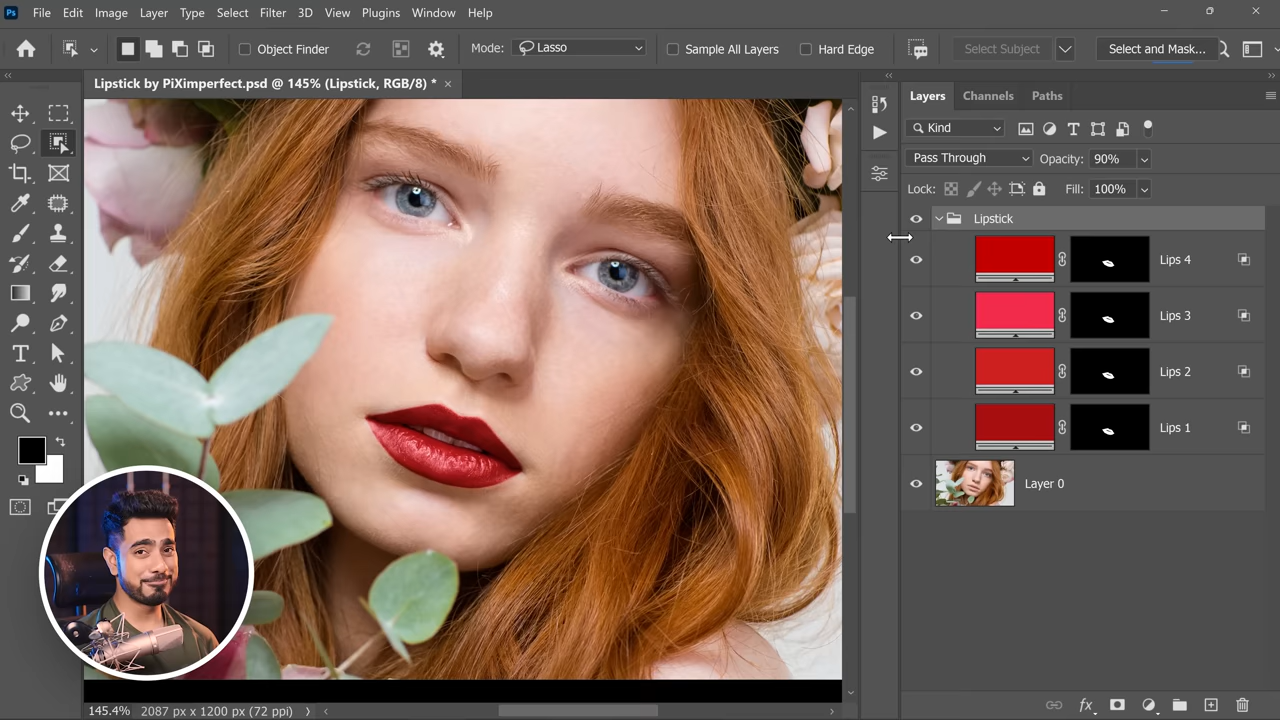 Ps File Edit Image Layer Type Select Filter 3D View Plugins Window Help
Object Finder Mode: Lasso Sample All Layers Hard Edge Select Subject Select and Mask...
Lipstick by PiXimperfect.psd @ 145% (Lipstick, RGB/8) * ×
Layers Channels Paths
Kind
Pass Through Opacity: 90%
Lock: Fill: 100%
Lipstick
Lips 4
Lips 3
Lips 2
Lips 1
Layer 0
145.4% 2087 px x 1200 px (72 ppi)
fx